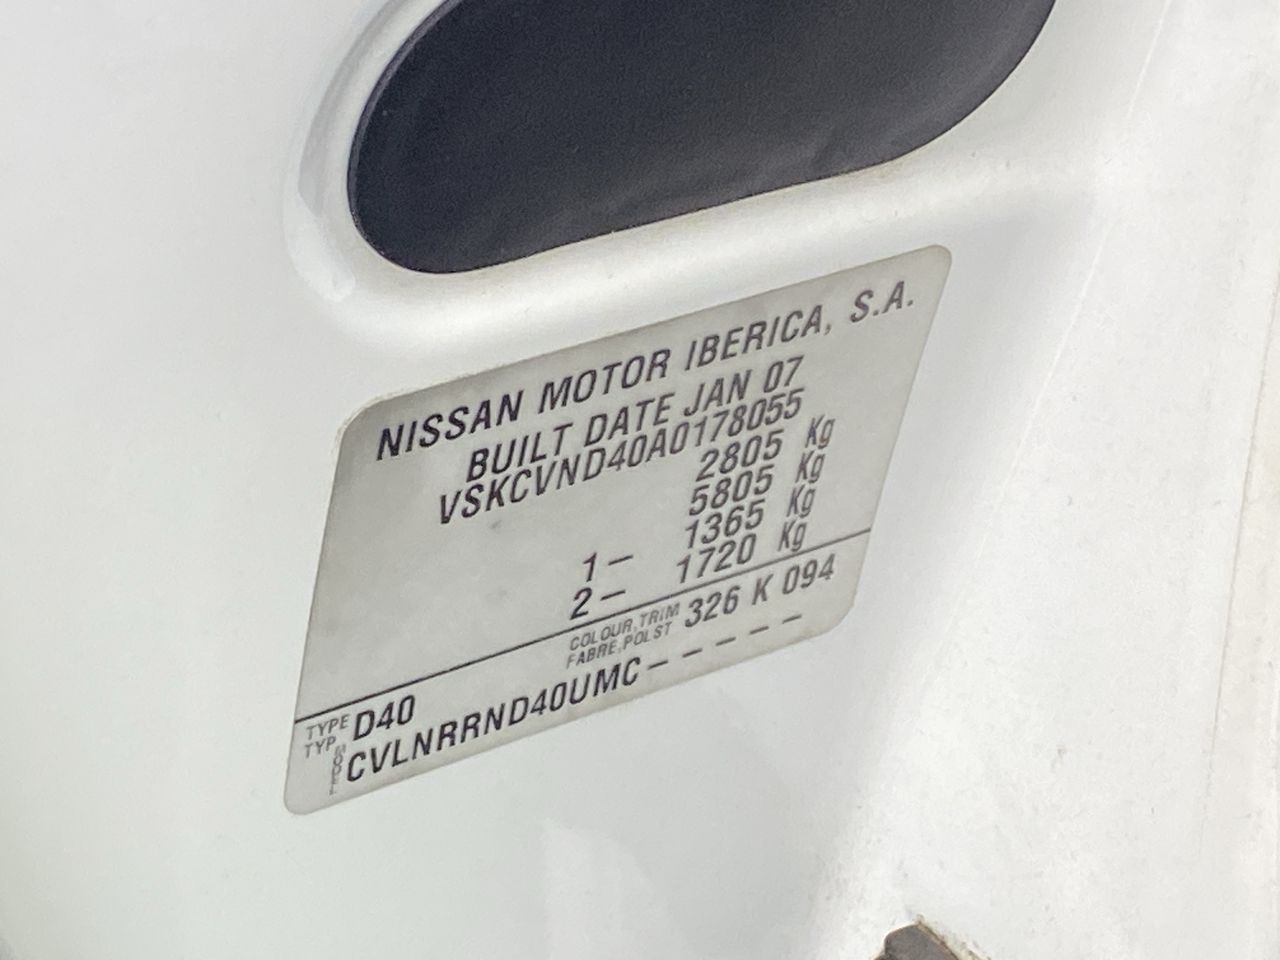 NISSAN MOTOR IBERICA, S.A.
BUILT DATE JAN 07
VSKCVND40A0178055
2805 Kg
5805 Kg
1- 1365 Kg
2- 1720 Kg
COLOUR,TRIM
FABRE,POLST
326 K 094
TYPE
TYP
D40
MODEL
CVLNRRND40UMC-----